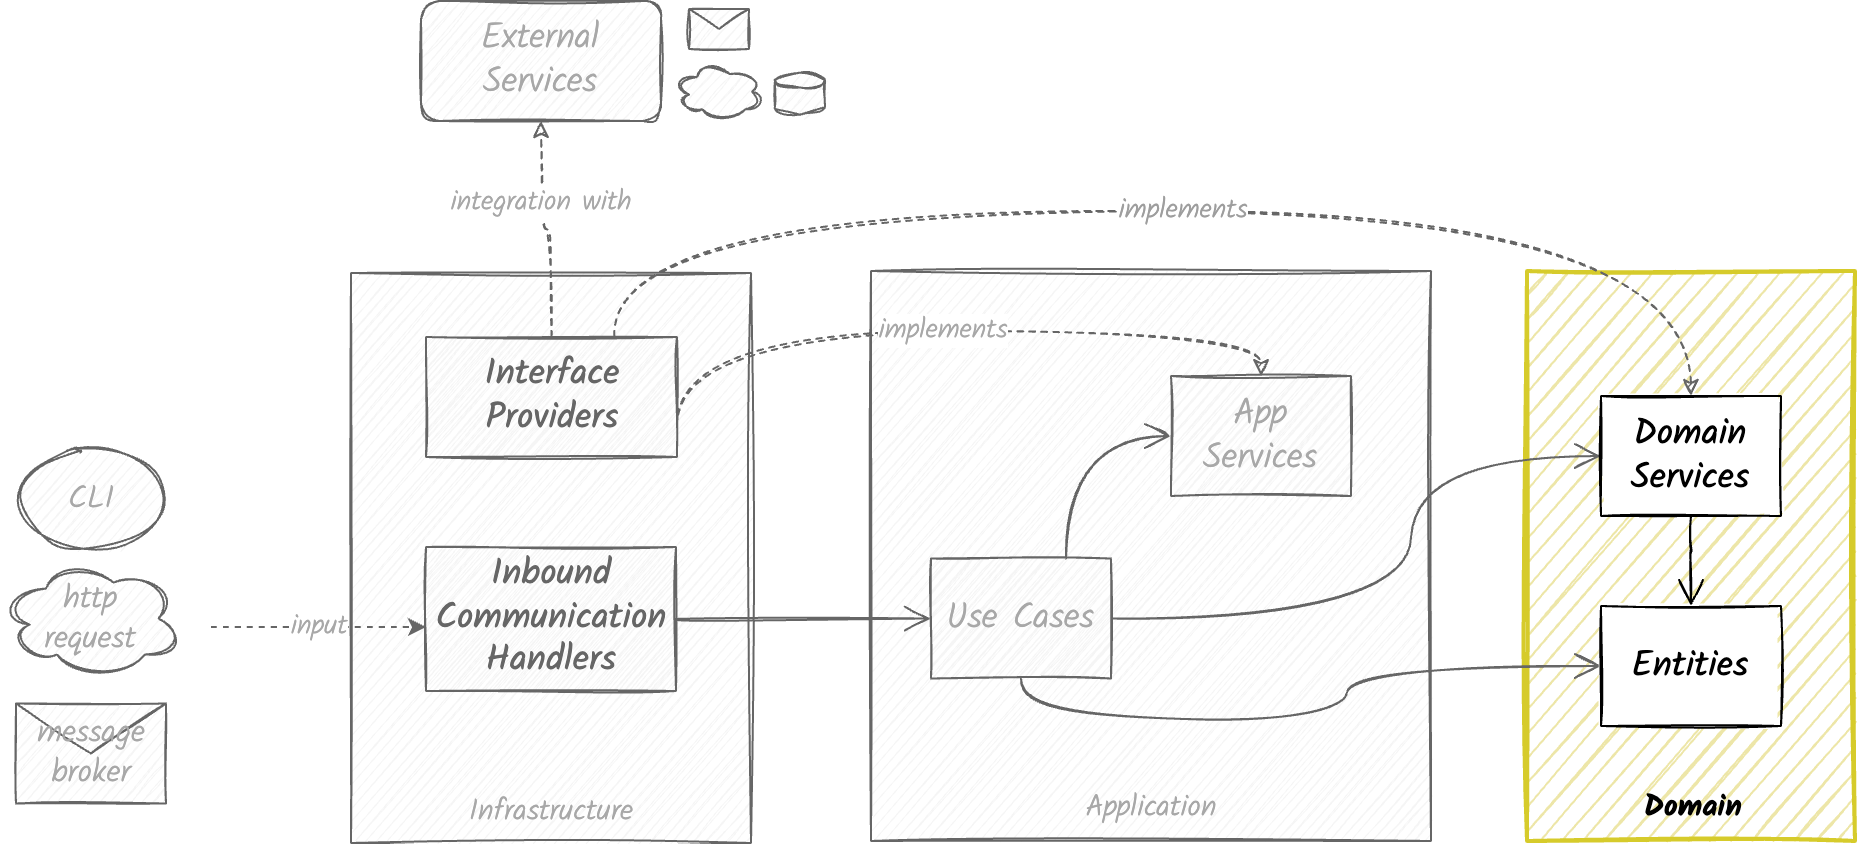 External
Services
integration with
implements
implements
Interface
Providers
App
Services
Domain
Services
CLI
http
request
input
Inbound
Communication
Handlers
Use Cases
Entities
message
broker
Infrastructure
Application
Domain